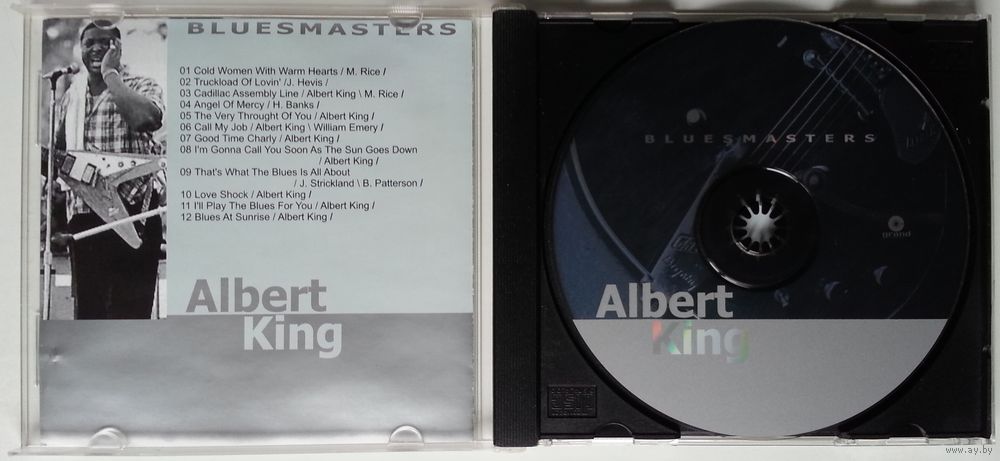 BLUESMASTERS
01 Cold Women With Warm Hearts / M. Rice /
02 Truckload Of Lovin' /J. Hevis /
03 Cadillac Assembly Line / Albert King \ M. Rice /
04 Angel Of Mercy / H. Banks /
05 The Very Throught Of You / Albert King /
06 Call My Job / Albert King \ William Emery /
07 Good Time Charly / Albert King /
08 I'm Gonna Call You Soon As The Sun Goes Down
/ Albert King /
09 That's What The Blues Is All About
/ J. Strickland \ B. Patterson /
10 Love Shock / Albert King /
11 I'll Play The Blues For You / Albert King /
12 Blues At Sunrise / Albert King /
Albert
King
BLUESMASTERS
grand
Albert
King
www.ay.by